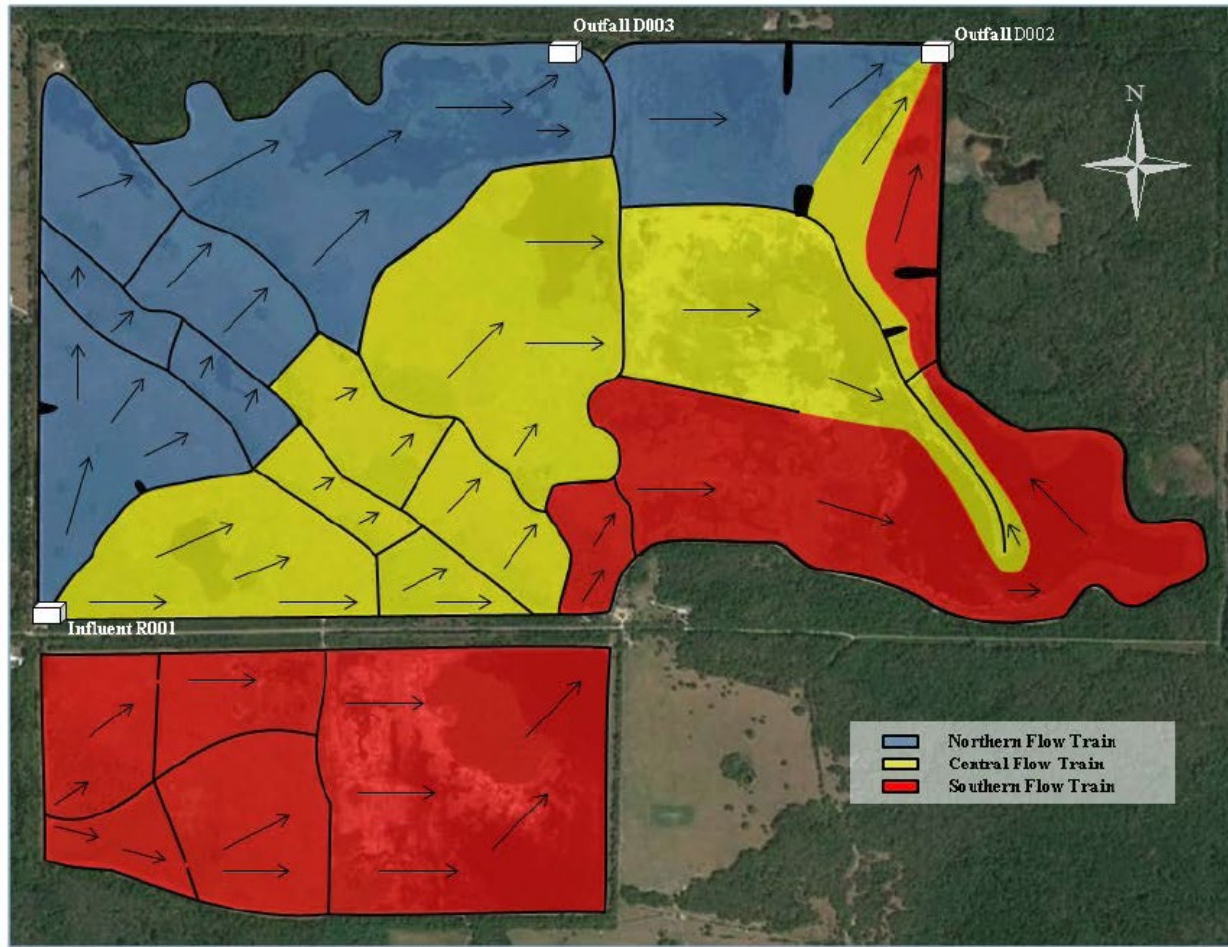 Outfall D003
Outfall D002
N
Influent R001
Northern Flow Train
Central Flow Train
Southern Flow Train